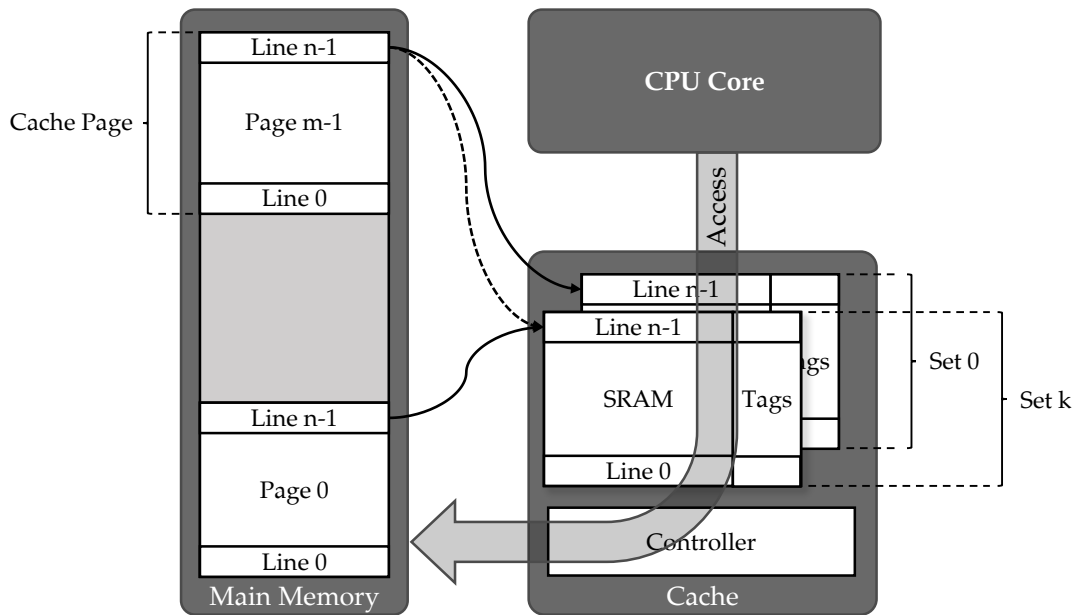 Cache Page
Line n-1
Page m-1
Line 0
Line n-1
Page 0
Line 0
Main Memory
CPU Core
Access
Line n-1
ags
Line n-1
SRAM
Tags
Line 0
Controller
Cache
Set 0
Set k